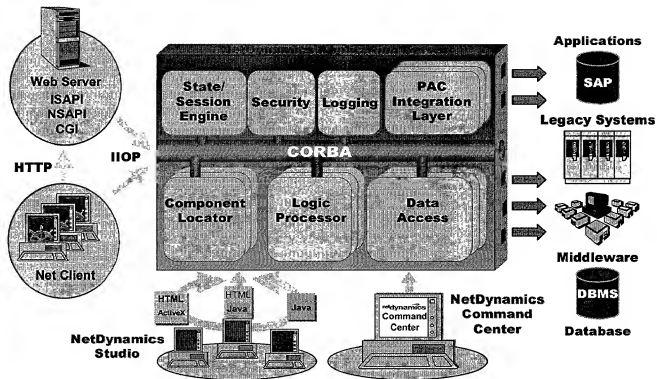 Web Server
ISAPI
NSAPI
CGI
HTTP
IIOP
Net Client
State/
Session
Engine
Security
Logging
PAC
Integration
Layer
CORBA
Component
Locator
Logic
Processor
Data
Access
Applications
SAP
Legacy Systems
Middleware
DBMS
Database
HTML
ActiveX
HTML
Java
Java
NetDynamics
Studio
netdynamics
Command
Center
NetDynamics
Command
Center